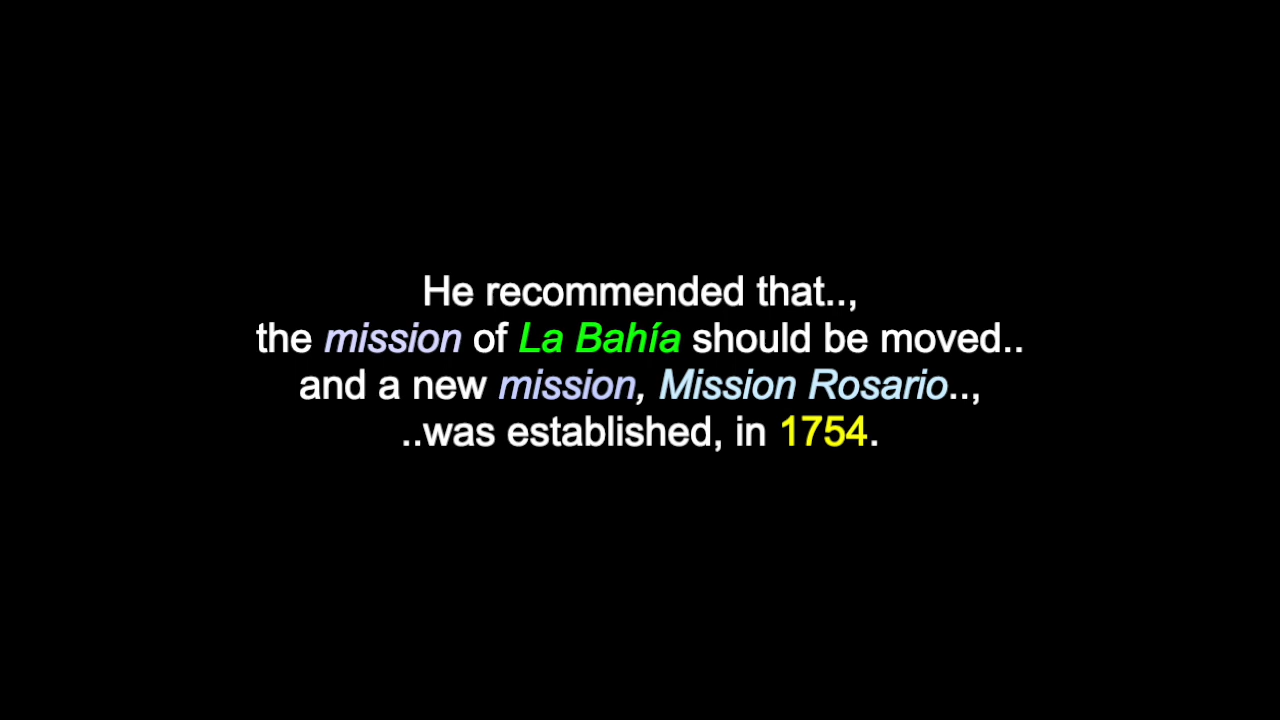 He recommended that..,
the mission of La Bahía should be moved..
and a new mission, Mission Rosario..,
..was established, in 1754.